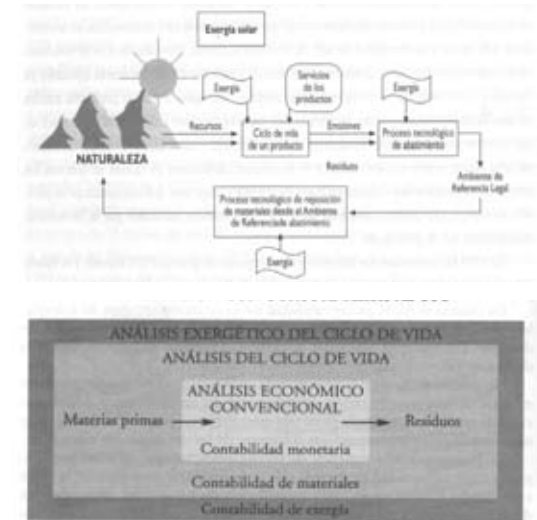 Exergía solar
Servicios
de los
productos
Exergía
Exergía
Recursos
Ciclo de vida
de un producto
Emisiones
Proceso tecnológico
de abatimiento
NATURALEZA
Residuos
Ambiente de
Referencia Legal
Proceso tecnológico de reposición
de materiales desde el Ambiente
de Referencia de abatimiento
Exergía
ANÁLISIS EXERGÉTICO DEL CICLO DE VIDA
ANÁLISIS DEL CICLO DE VIDA
ANÁLISIS ECONÓMICO
CONVENCIONAL
Materias primas
Residuos
Contabilidad monetaria
Contabilidad de materiales
Contabilidad de exergía